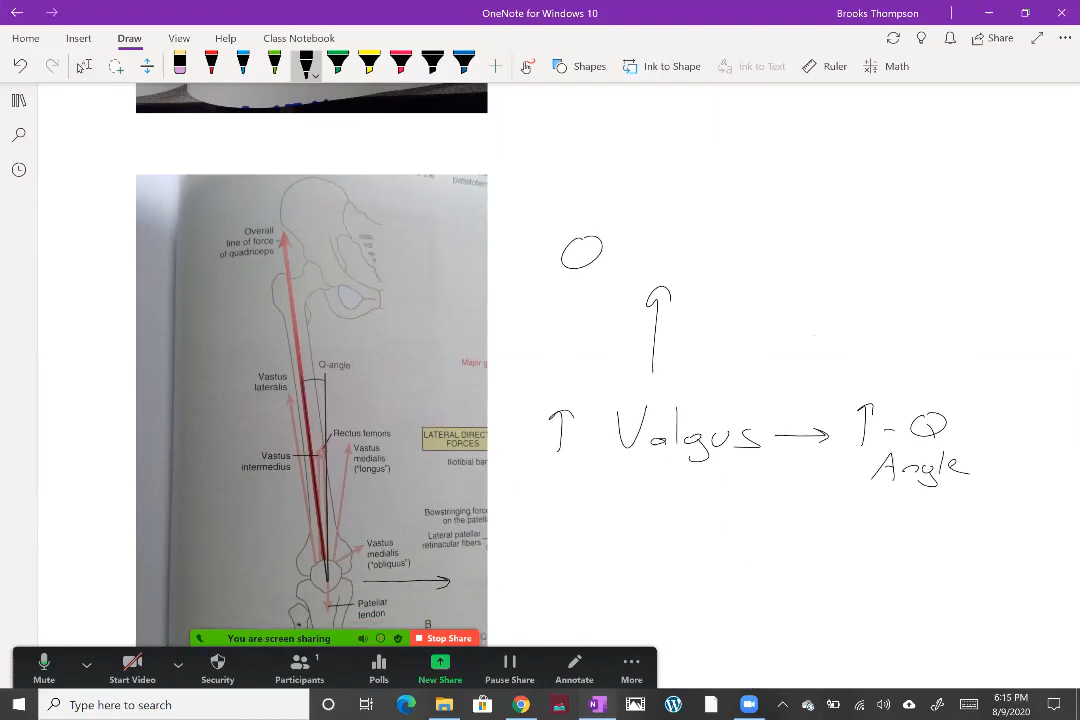 OneNote for Windows 10
Brooks Thompson
Home Insert Draw View Help Class Notebook
Share
Shapes Ink to Shape Ink to Text Ruler Math
Overall
line of force
of quadriceps
Q-angle
Vastus
lateralis
Major g
Rectus femoris
Vastus
medialis
("longus")
Vastus
intermedius
LATERAL DIREC
FORCES
Iliotibial ban
Bowstringing force
on the patell
Lateral patellar
retinacular fibers
Vastus
medialis
("obliquus")
Patellar
tendon
B
↑ Valgus → ↑ - Q
Angle
You are screen sharing
Stop Share
1
Mute Start Video Security Participants Polls New Share Pause Share Annotate More
Type here to search
6:15 PM
8/9/2020